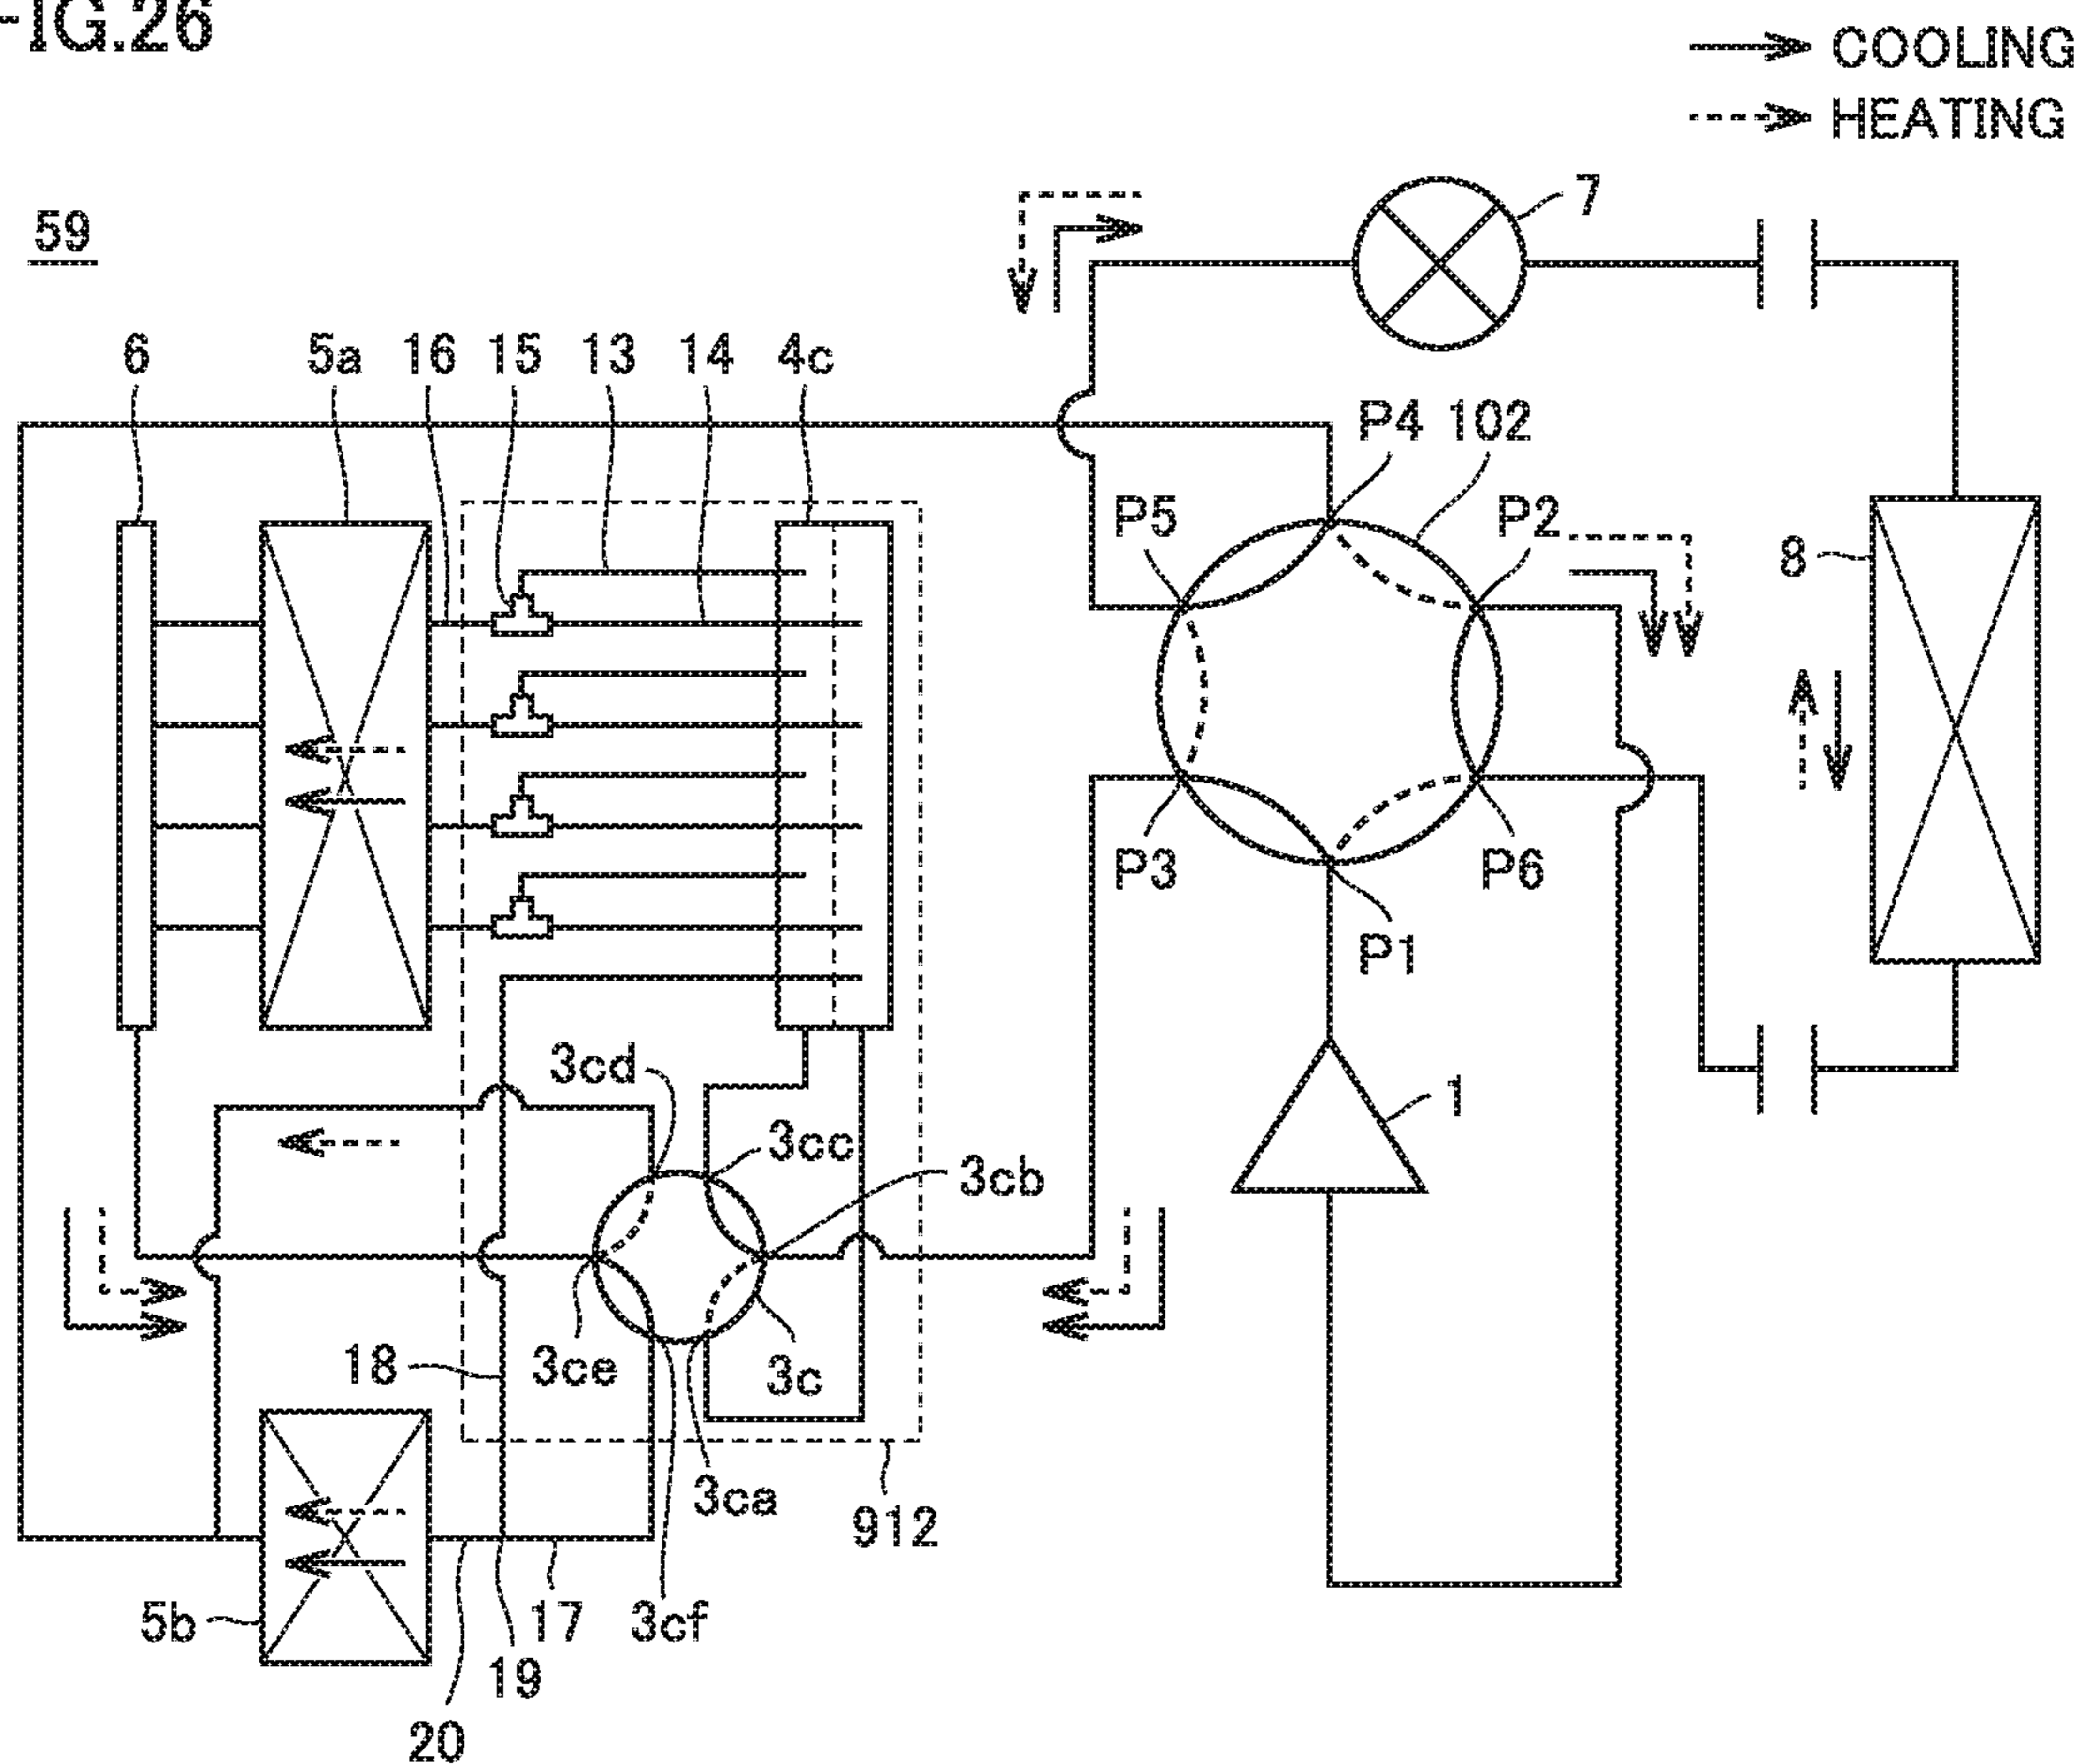 FIG.26
COOLING
HEATING
59
7
6 5a 16 15 13 14 4c
P4 102
P5 P2
8
P3 P6
P1
3cd
1
3cc
3cb
18 3ce 3c
3ca
912
5b 17 3cf
19
20